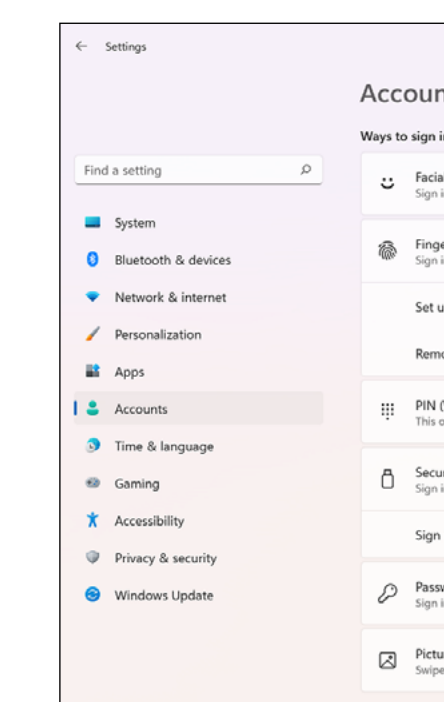 Settings
Accoun
Ways to sign i
Find a setting
System
Bluetooth & devices
Network & internet
Personalization
Apps
Accounts
Time & language
Gaming
Accessibility
Privacy & security
Windows Update
Facia
Sign i
Finge
Sign i
Set u
Remo
PIN (
This o
Secur
Sign i
Sign
Passw
Sign i
Pictu
Swipe